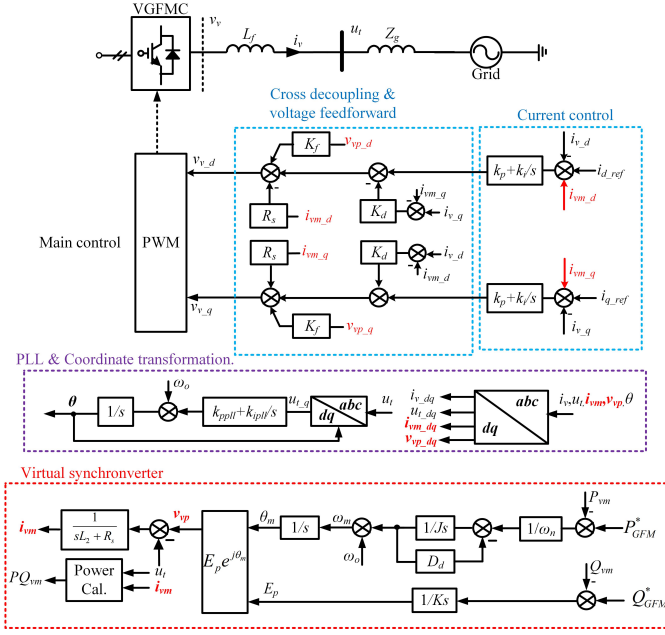 VGFMC
v_v
L_f
i_v
u_t
Z_g
Grid
Cross decoupling &
voltage feedforward
Current control
K_f
v_vp_d
i_v_d
v_v_d
k_p+k_i/s
i_d_ref
R_s
i_vm_d
K_d
i_vm_q
i_v_q
i_vm_d
Main control
PWM
R_s
i_vm_q
K_d
i_v_d
i_vm_d
i_vm_q
v_v_q
k_p+k_i/s
i_q_ref
K_f
v_vp_q
i_v_q
PLL & Coordinate transformation.
ω_o
θ
1/s
k_ppll+k_ipll/s
u_t_q
abc
dq
u_t
i_v_dq
u_t_dq
i_vm_dq
v_vp_dq
abc
dq
i_v,u_t,i_vm,v_vp,θ
Virtual synchronverter
i_vm
1
sL_2 + R_s
v_vp
E_p e^jθ_m
θ_m
1/s
ω_m
ω_o
1/Js
D_d
1/ω_n
P_vm
P*_GFM
PQ_vm
Power
Cal.
u_t
i_vm
E_p
1/Ks
Q_vm
Q*_GFM